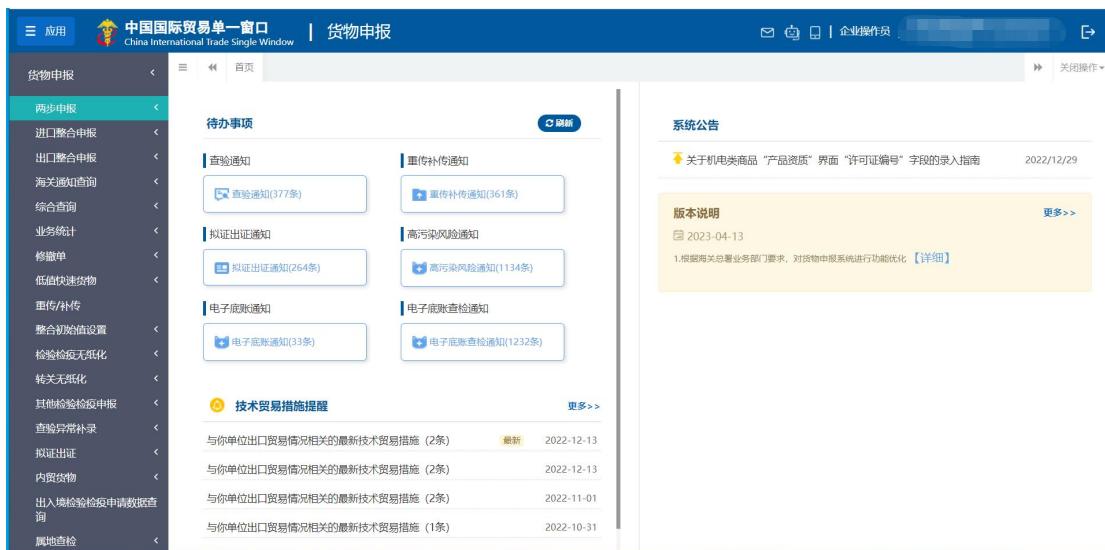 应用
中国国际贸易单一窗口
China International Trade Single Window
货物申报
企业操作员
货物申报
首页
关闭操作
两步申报
进口整合申报
出口整合申报
海关通知查询
综合查询
业务统计
修撤单
低值快速货物
重传/补传
整合初始值设置
检验检疫无纸化
转关无纸化
其他检验检疫申报
查验异常补录
拟证出证
内贸货物
出入境检验检疫申请数据查
询
属地查检
待办事项
刷新
查验通知
重传补传通知
查验通知(377条)
重传补传通知(361条)
拟证出证通知
高污染风险通知
拟证出证通知(264条)
高污染风险通知(1134条)
电子底账通知
电子底账查检通知
电子底账通知(33条)
电子底账查检通知(1232条)
技术贸易措施提醒
更多>>
与你单位出口贸易情况相关的最新技术贸易措施（2条） 最新 2022-12-13
与你单位出口贸易情况相关的最新技术贸易措施（2条） 2022-12-13
与你单位出口贸易情况相关的最新技术贸易措施（2条） 2022-11-01
与你单位出口贸易情况相关的最新技术贸易措施（1条） 2022-10-31
系统公告
关于机电类商品“产品资质”界面“许可证编号”字段的录入指南 2022/12/29
版本说明
更多>>
2023-04-13
1.根据海关总署业务部门要求，对货物申报系统进行功能优化 【详细】